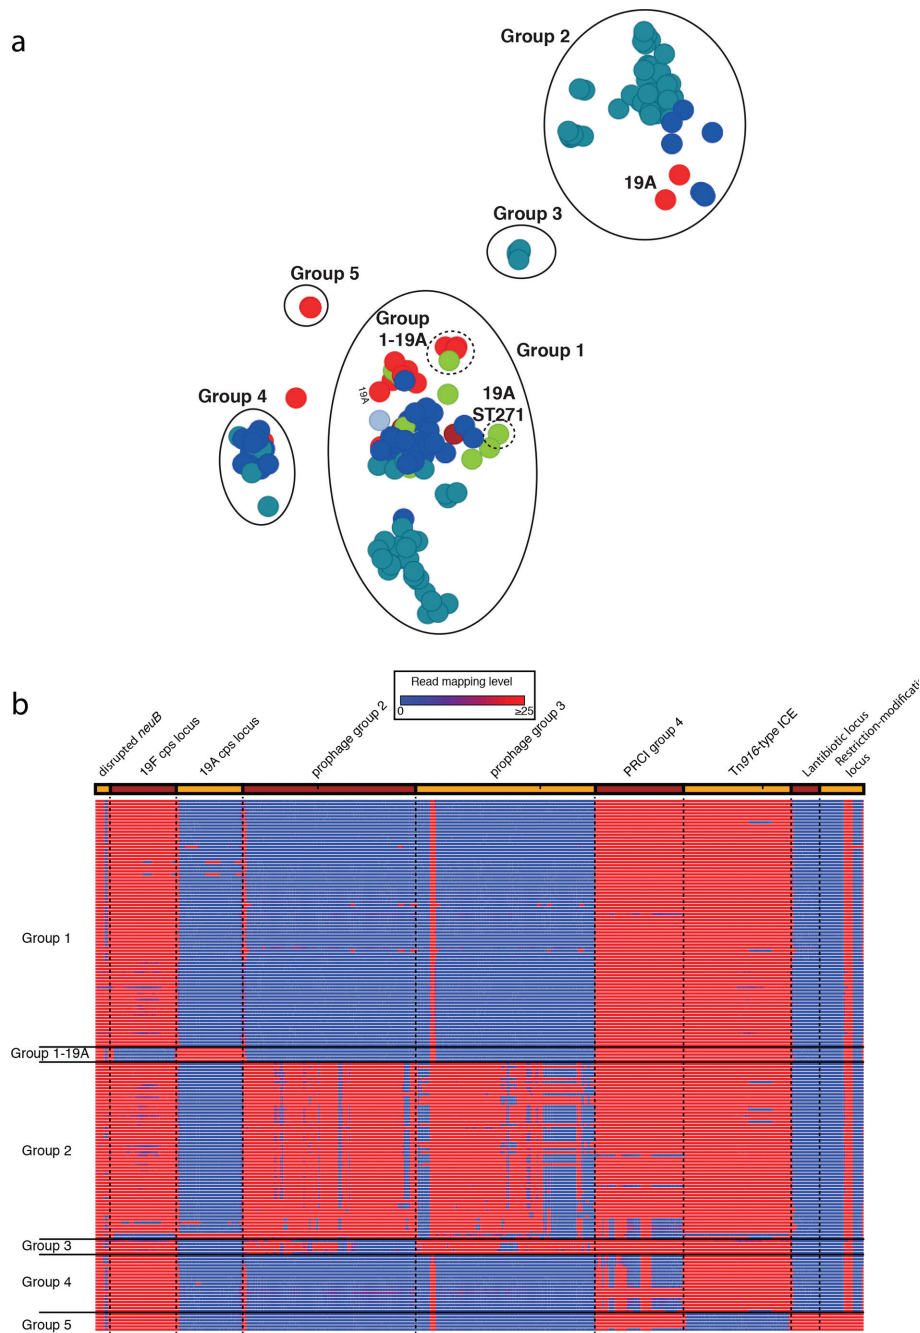 a
Group 2
19A
Group 3
Group 5
Group
1-19A
Group 1
19A
19A
ST271
Group 4
b
Read mapping level
0
≥25
disrupted neuB
19F cps locus
19A cps locus
prophage group 2
prophage group 3
PRCI group 4
Tn916-type ICE
Lantibiotic locus
Restriction-modificatio
locus
Group 1
Group 1-19A
Group 2
Group 3
Group 4
Group 5